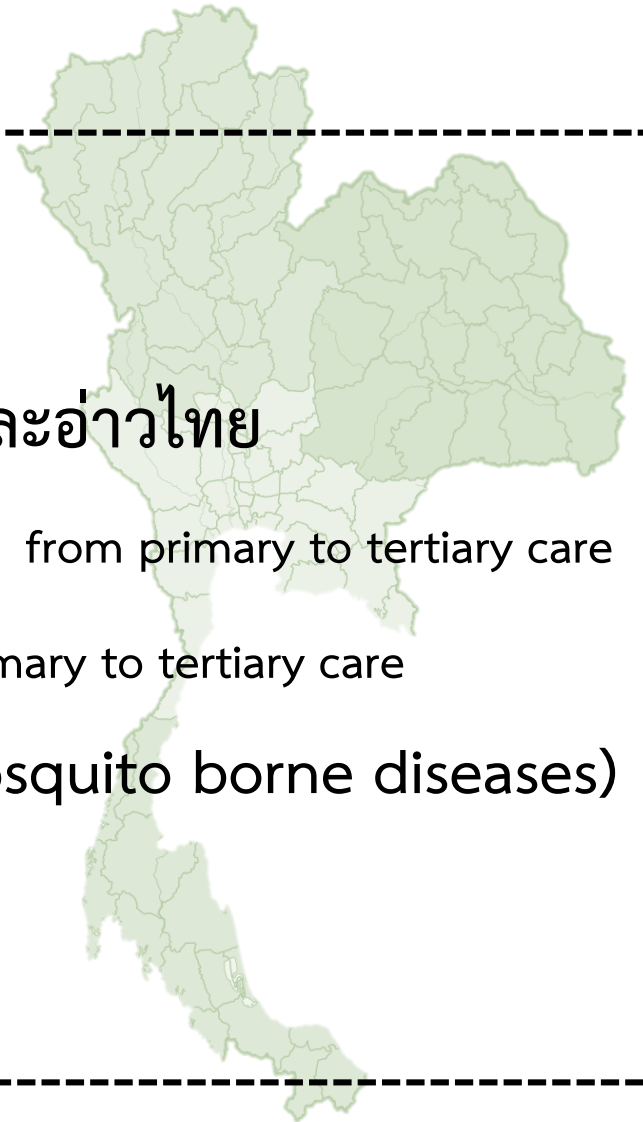 ละอ่าวไทย
from primary to tertiary care
mary to tertiary care
squito borne diseases)